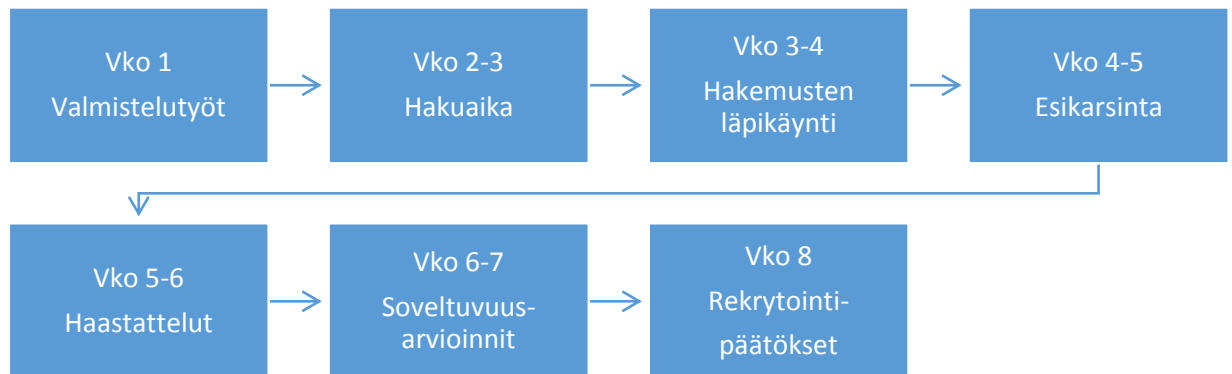 Vko 1
Valmistelutyöt
Vko 2-3
Hakuaika
Vko 3-4
Hakemusten
läpikäynti
Vko 4-5
Esikarsinta
Vko 5-6
Haastattelut
Vko 6-7
Soveltuvuus-
arvioinnit
Vko 8
Rekrytointi-
päätökset